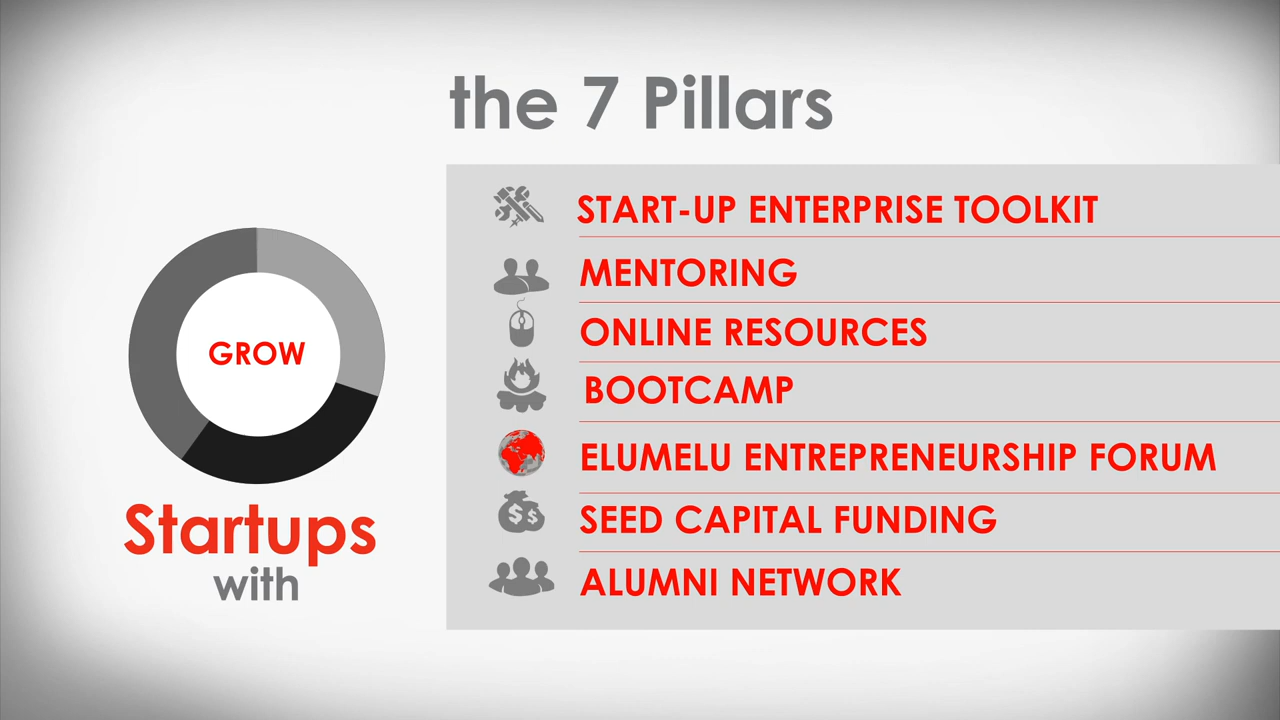 the 7 Pillars
GROW
Startups
with
START-UP ENTERPRISE TOOLKIT
MENTORING
ONLINE RESOURCES
BOOTCAMP
ELUMELU ENTREPRENEURSHIP FORUM
SEED CAPITAL FUNDING
ALUMNI NETWORK